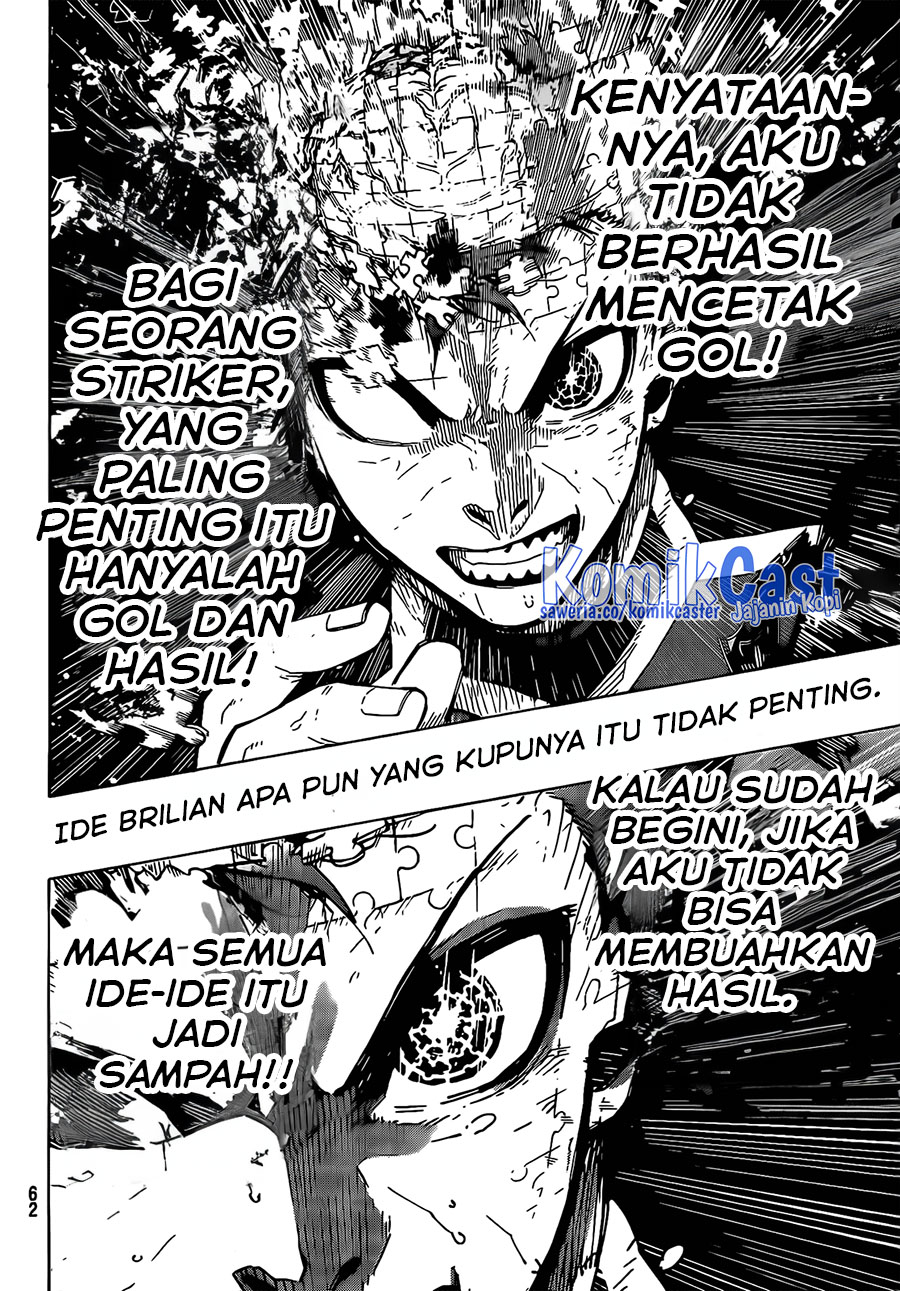 KENYATAAN-
NYA, AKU
TIDAK
BERHASIL
MENCETAK
GOL!
BAGI
SEORANG
STRIKER,
YANG
PALING
PENTING ITU
HANYALAH
GOL DAN
HASIL!
KomikCast
saweria.co/komikcaster Jajanin Kopi
IDE BRILIAN APA PUN YANG KUPUNYA ITU TIDAK PENTING.
KALAU SUDAH
BEGINI, JIKA
AKU TIDAK
BISA
MEMBUAHKAN
HASIL.
MAKA SEMUA
IDE-IDE ITU
JADI
SAMPAH!!
62